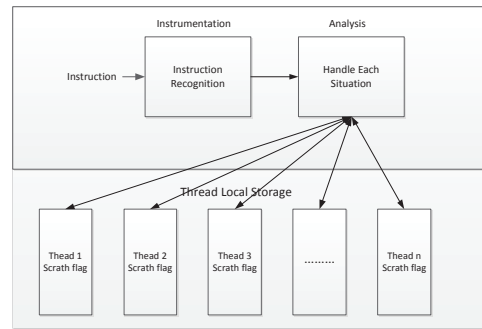 Instrumentation
Analysis
Instruction
Instruction
Recognition
Handle Each
Situation
Thread Local Storage
Thead 1
Scrath flag
Thead 2
Scrath flag
Thead 3
Scrath flag
………
Thead n
Scrath flag